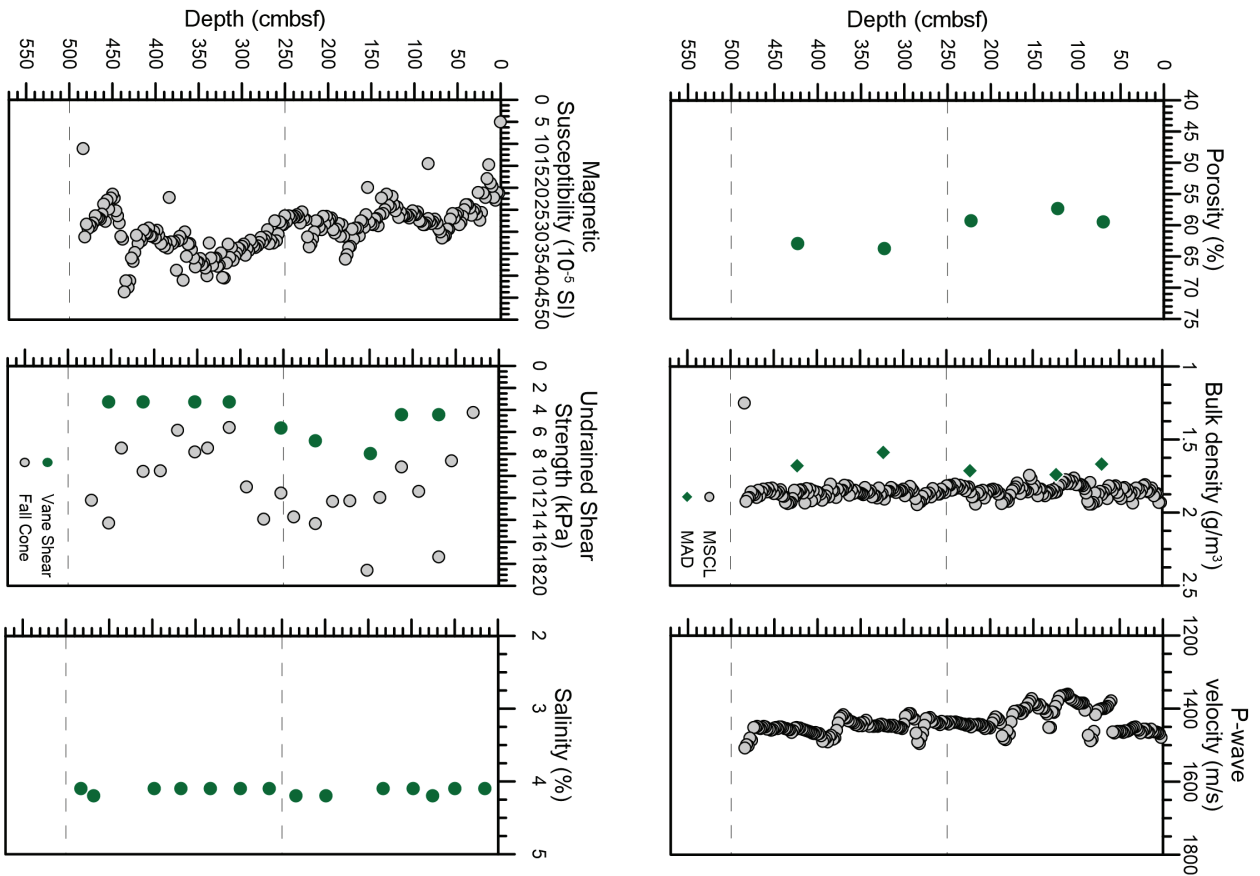 Porosity (%)
40 45 50 55 60 65 70 75
Bulk density (g/m³)
1 1.5 2 2.5
P-wave
velocity (m/s)
1200 1400 1600 1800
Depth (cmbsf)
0
50
100
150
200
250
300
350
400
450
500
550
MSCL
MAD
Magnetic
Susceptibility (10⁻⁵ SI)
0 5 10 15 20 25 30 35 40 45 50
Undrained Shear
Strength (kPa)
0 2 4 6 8 10 12 14 16 18 20
Salinity (%)
2 3 4 5
Depth (cmbsf)
0
50
100
150
200
250
300
350
400
450
500
550
Vane Shear
Fall Cone